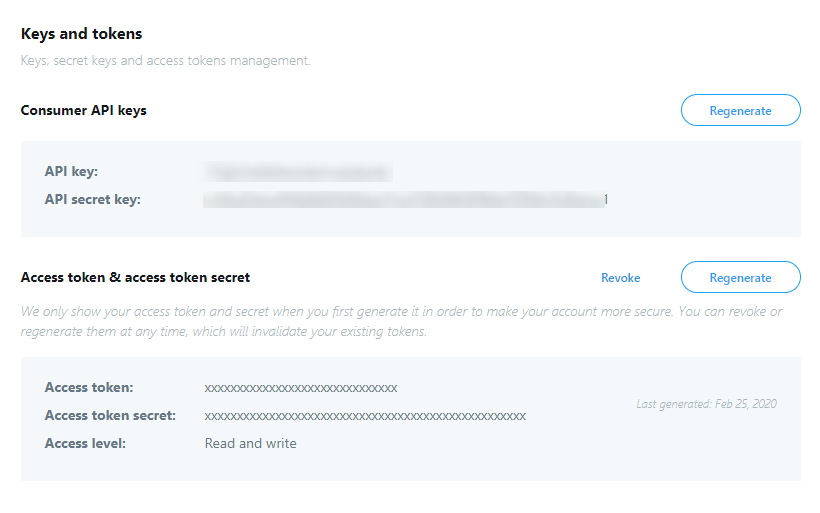 Keys and tokens
Keys, secret keys and access tokens management.
Consumer API keys
Regenerate
API key:
API secret key:
Access token & access token secret
Revoke
Regenerate
We only show your access token and secret when you first generate it in order to make your account more secure. You can revoke or
regenerate them at any time, which will invalidate your existing tokens.
Access token: xxxxxxxxxxxxxxxxxxxxxxxxxxxxxx
Last generated: Feb 25, 2020
Access token secret: xxxxxxxxxxxxxxxxxxxxxxxxxxxxxxxxxxxxxxxxxxxxxxxxxx
Access level: Read and write